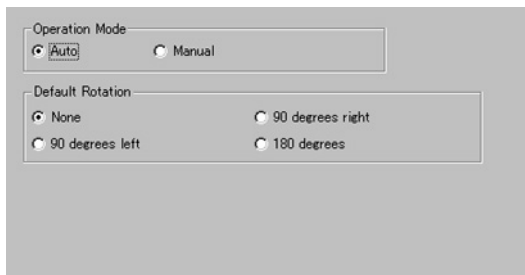 Operation Mode
Auto Manual
Default Rotation
None 90 degrees right
90 degrees left 180 degrees